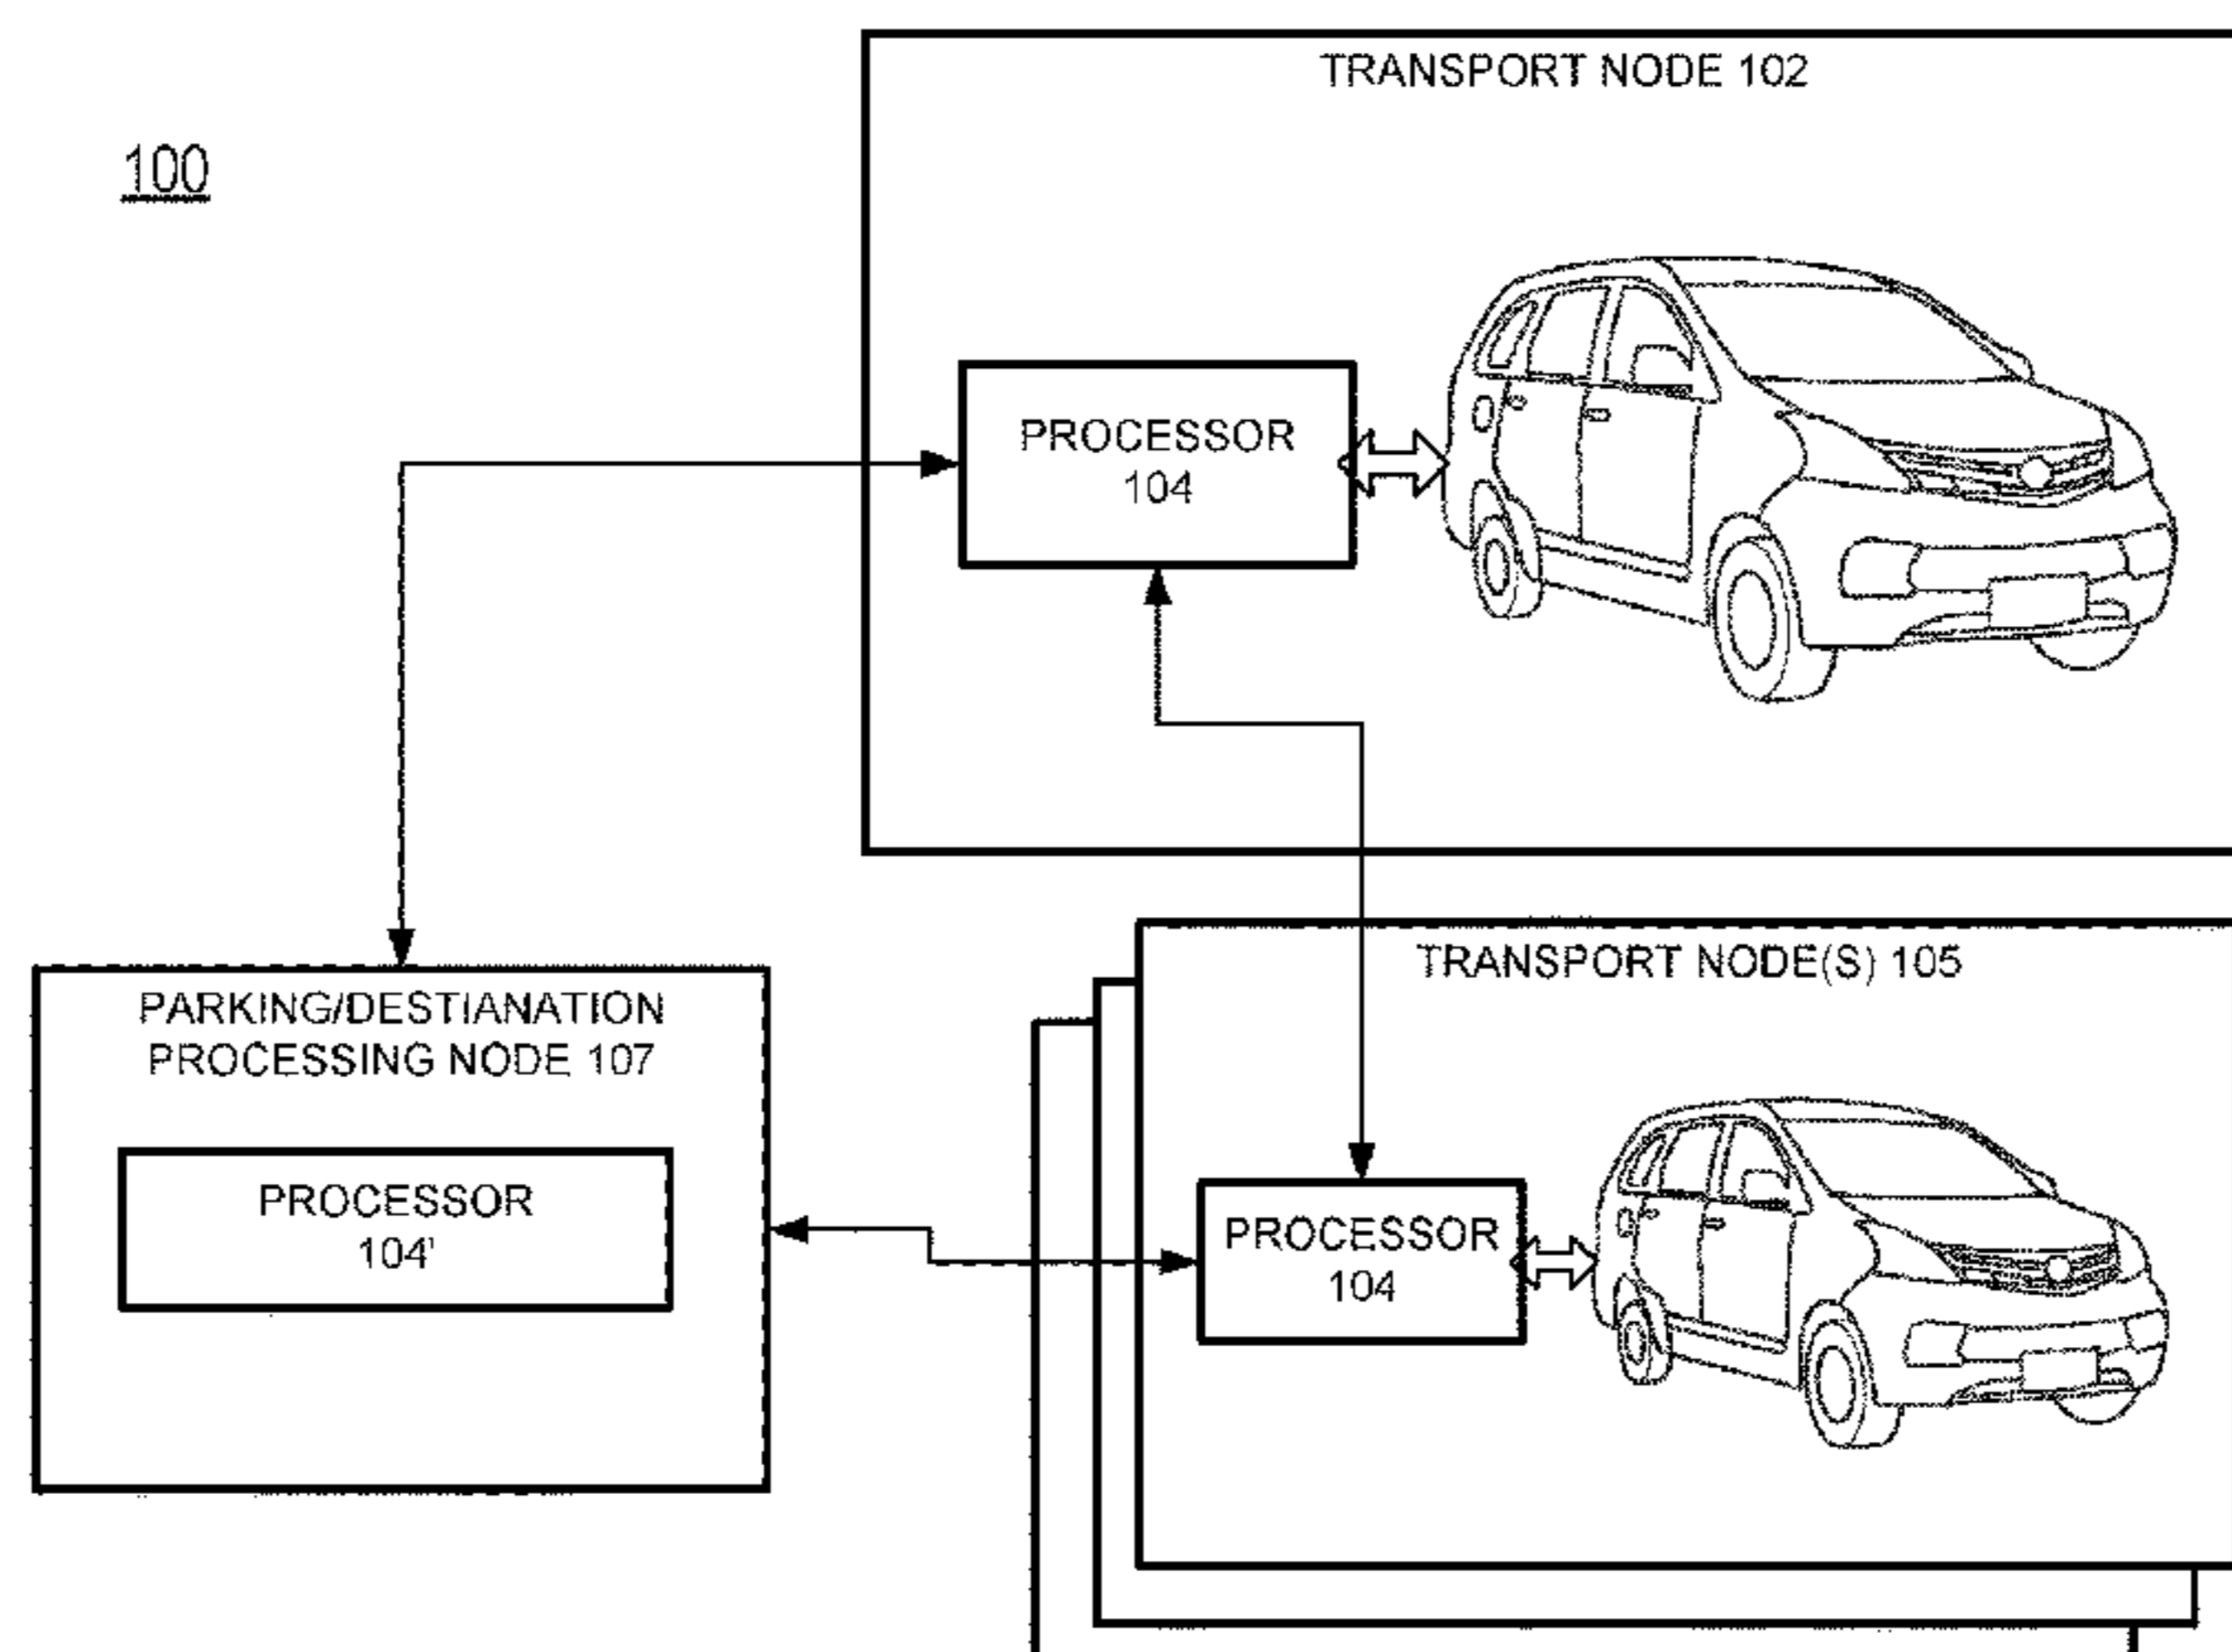 TRANSPORT NODE 102
100
PROCESSOR
104
TRANSPORT NODE(S) 105
PARKING/DESTIANATION
PROCESSING NODE 107
PROCESSOR
104'
PROCESSOR
104